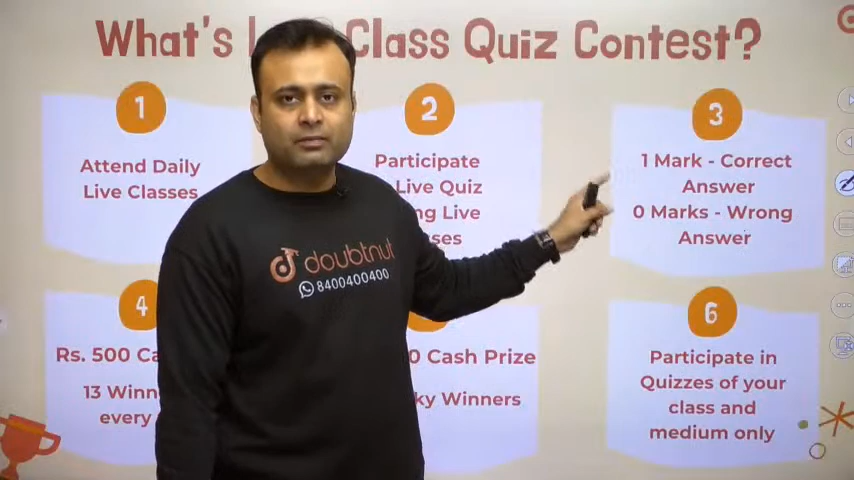 What's Class Quiz Contest?
1
Attend Daily
Live Classes
2
Participate
Live Quiz
Live
3
1 Mark - Correct
Answer
0 Marks - Wrong
Answer
doubtnut
8400400400
4
Rs. 500
13
every
0 Cash Prize
Winners
6
Participate in
Quizzes of your
class and
medium only